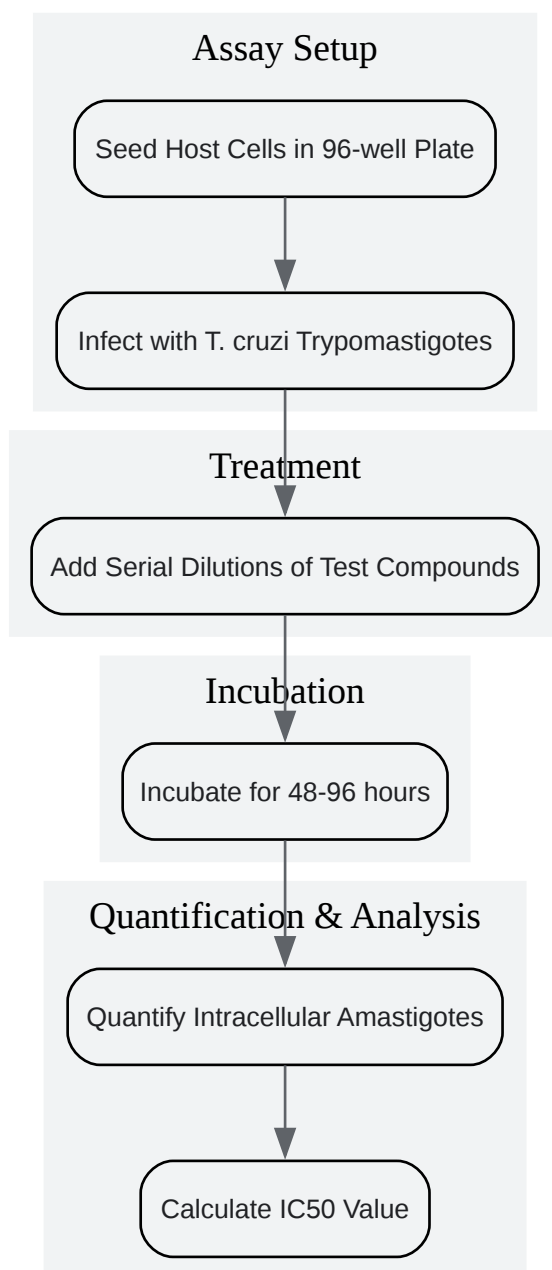 Assay Setup
Seed Host Cells in 96-well Plate
Infect with T. cruzi Trypomastigotes
Treatment
Add Serial Dilutions of Test Compounds
Incubation
Incubate for 48-96 hours
Quantification & Analysis
Quantify Intracellular Amastigotes
Calculate IC50 Value